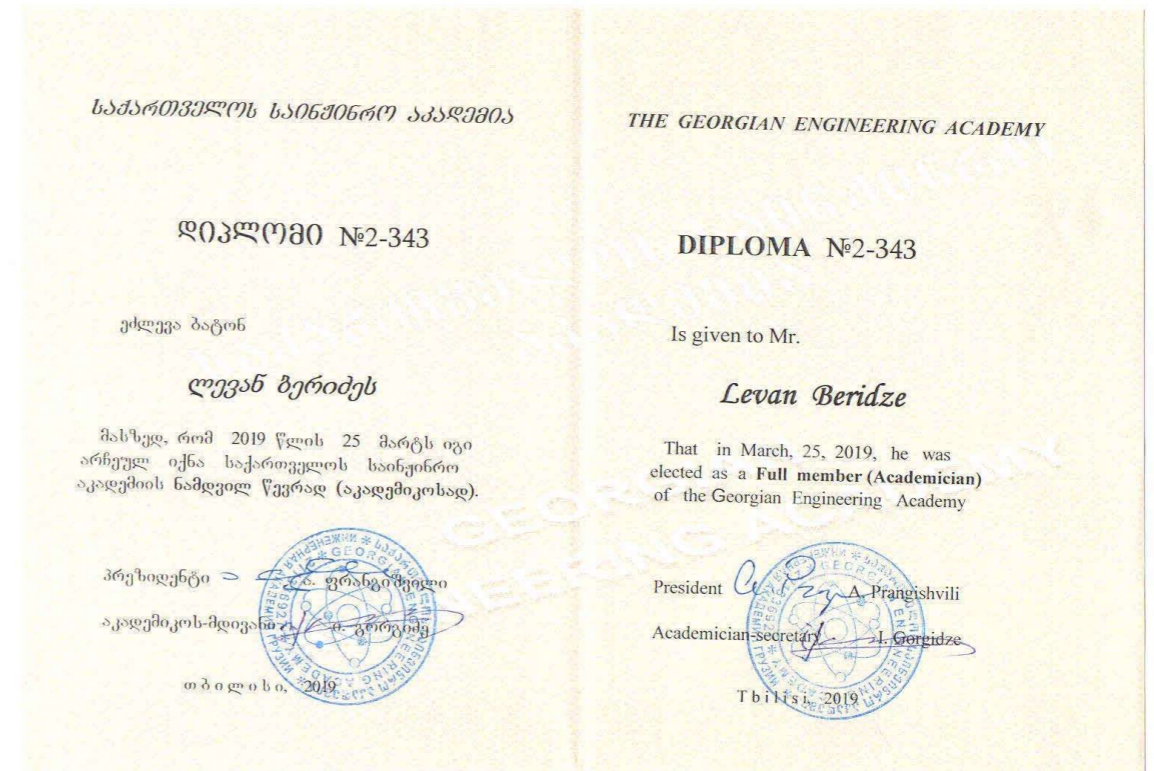 საქართველოს საინჟინრო აკადემია
დიპლომი №2-343
ეძლევა ბატონ
ლევან ბერიძეს
მასზედ, რომ 2019 წლის 25 მარტს იგი
არჩეულ იქნა საქართველოს საინჟინრო
აკადემიის ნამდვილ წევრად (აკადემიკოსად).
პრეზიდენტი ა. ფრანგიშვილი
აკადემიკოს-მდივანი ი. გორგიძე
თბილისი, 2019
THE GEORGIAN ENGINEERING ACADEMY
DIPLOMA №2-343
Is given to Mr.
Levan Beridze
That in March, 25, 2019, he was
elected as a Full member (Academician)
of the Georgian Engineering Academy
President A. Prangishvili
Academician-secretary I. Gorgidze
Tbilisi, 2019